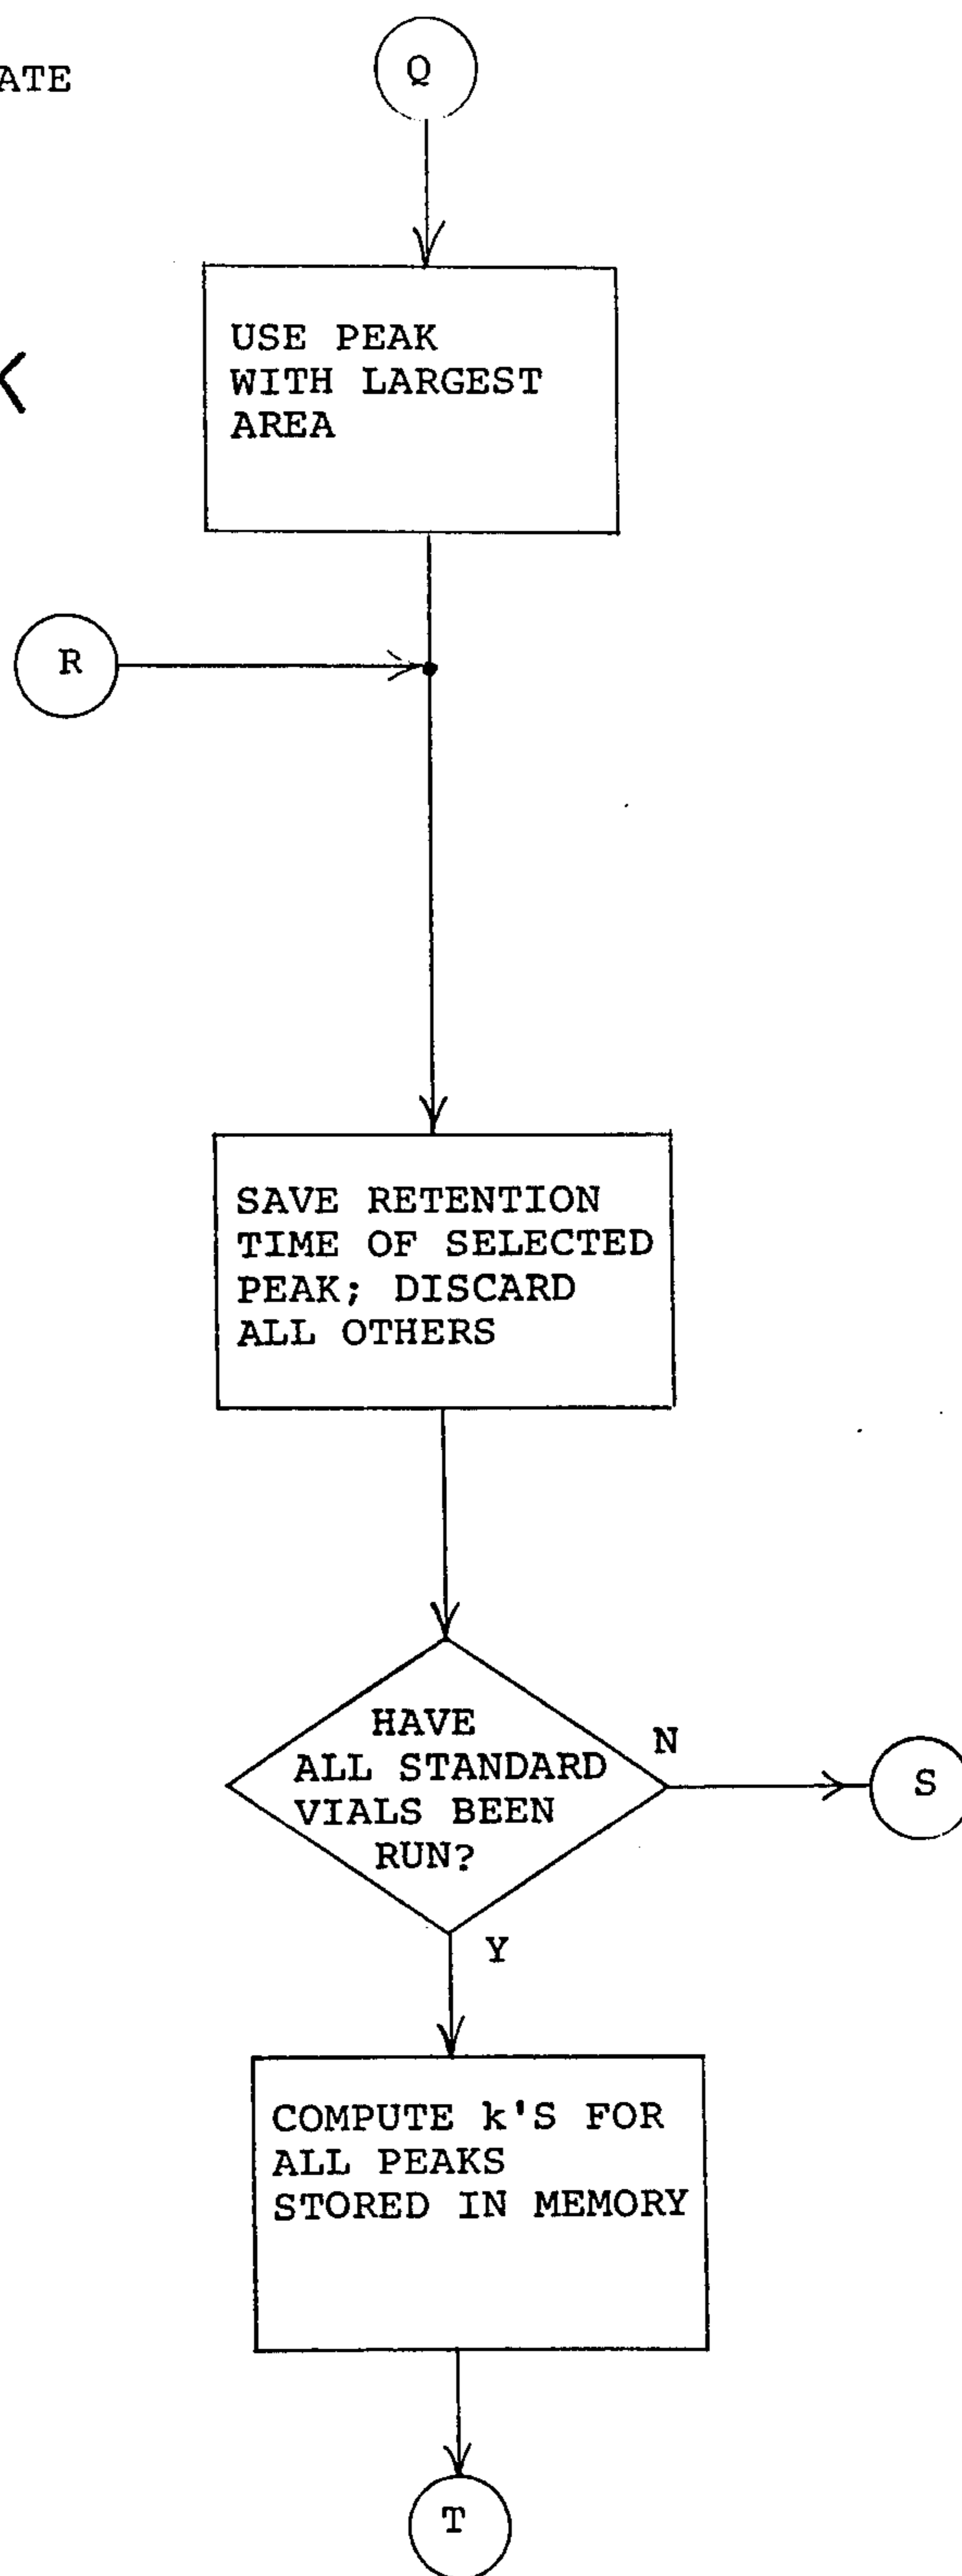 ATE
Q
USE PEAK
WITH LARGEST
AREA
K
R
SAVE RETENTION
TIME OF SELECTED
PEAK; DISCARD
ALL OTHERS
HAVE
ALL STANDARD
VIALS BEEN
RUN?
N
S
Y
COMPUTE k'S FOR
ALL PEAKS
STORED IN MEMORY
T